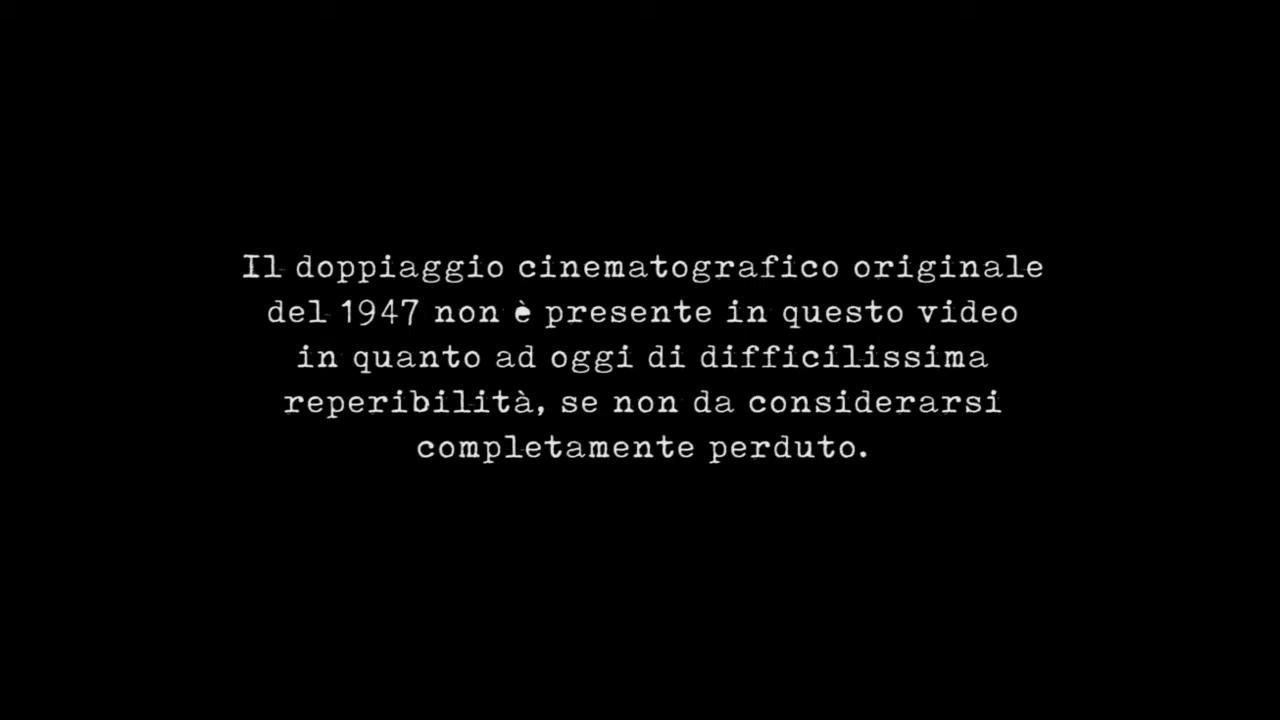 Il doppiaggio cinematografico originale
del 1947 non è presente in questo video
in quanto ad oggi di difficilissima
reperibilità, se non da considerarsi
completamente perduto.